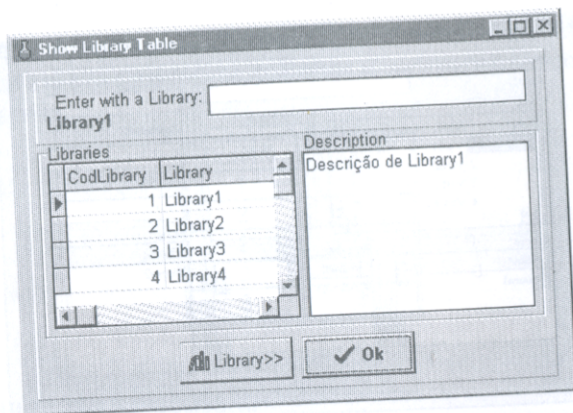 Show Library Table
Enter with a Library:
Library1
Libraries
CodLibrary Library
1 Library1
2 Library2
3 Library3
4 Library4
Description
Descrição de Library1
Library>>
Ok